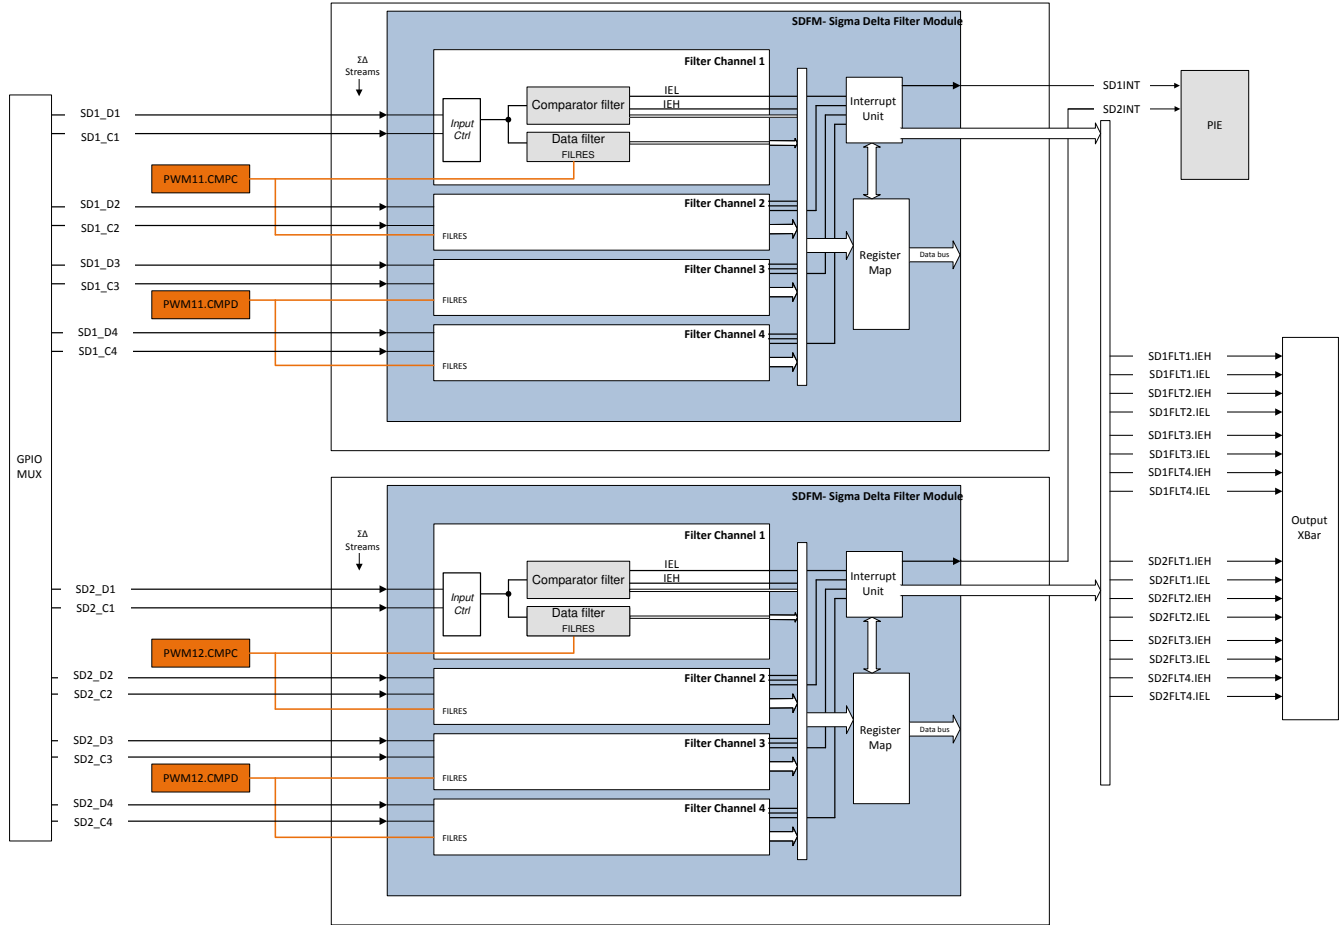 SDFM- Sigma Delta Filter Module
ΣΔ
Streams
Filter Channel 1
IEL
IEH
Comparator filter
Input
Ctrl
Data filter
FILRES
Interrupt
Unit
SD1INT
SD2INT
PIE
SD1_D1
SD1_C1
PWM11.CMPC
SD1_D2
SD1_C2
Filter Channel 2
FILRES
SD1_D3
SD1_C3
Filter Channel 3
FILRES
Register
Map
Data bus
PWM11.CMPD
SD1_D4
SD1_C4
Filter Channel 4
FILRES
GPIO
MUX
SD1FLT1.IEH
SD1FLT1.IEL
SD1FLT2.IEH
SD1FLT2.IEL
SD1FLT3.IEH
SD1FLT3.IEL
SD1FLT4.IEH
SD1FLT4.IEL
Output
XBar
SDFM- Sigma Delta Filter Module
ΣΔ
Streams
Filter Channel 1
IEL
IEH
Comparator filter
Input
Ctrl
Data filter
FILRES
Interrupt
Unit
SD2_D1
SD2_C1
PWM12.CMPC
SD2_D2
SD2_C2
Filter Channel 2
FILRES
SD2_D3
SD2_C3
Filter Channel 3
FILRES
Register
Map
Data bus
PWM12.CMPD
SD2_D4
SD2_C4
Filter Channel 4
FILRES
SD2FLT1.IEH
SD2FLT1.IEL
SD2FLT2.IEH
SD2FLT2.IEL
SD2FLT3.IEH
SD2FLT3.IEL
SD2FLT4.IEH
SD2FLT4.IEL